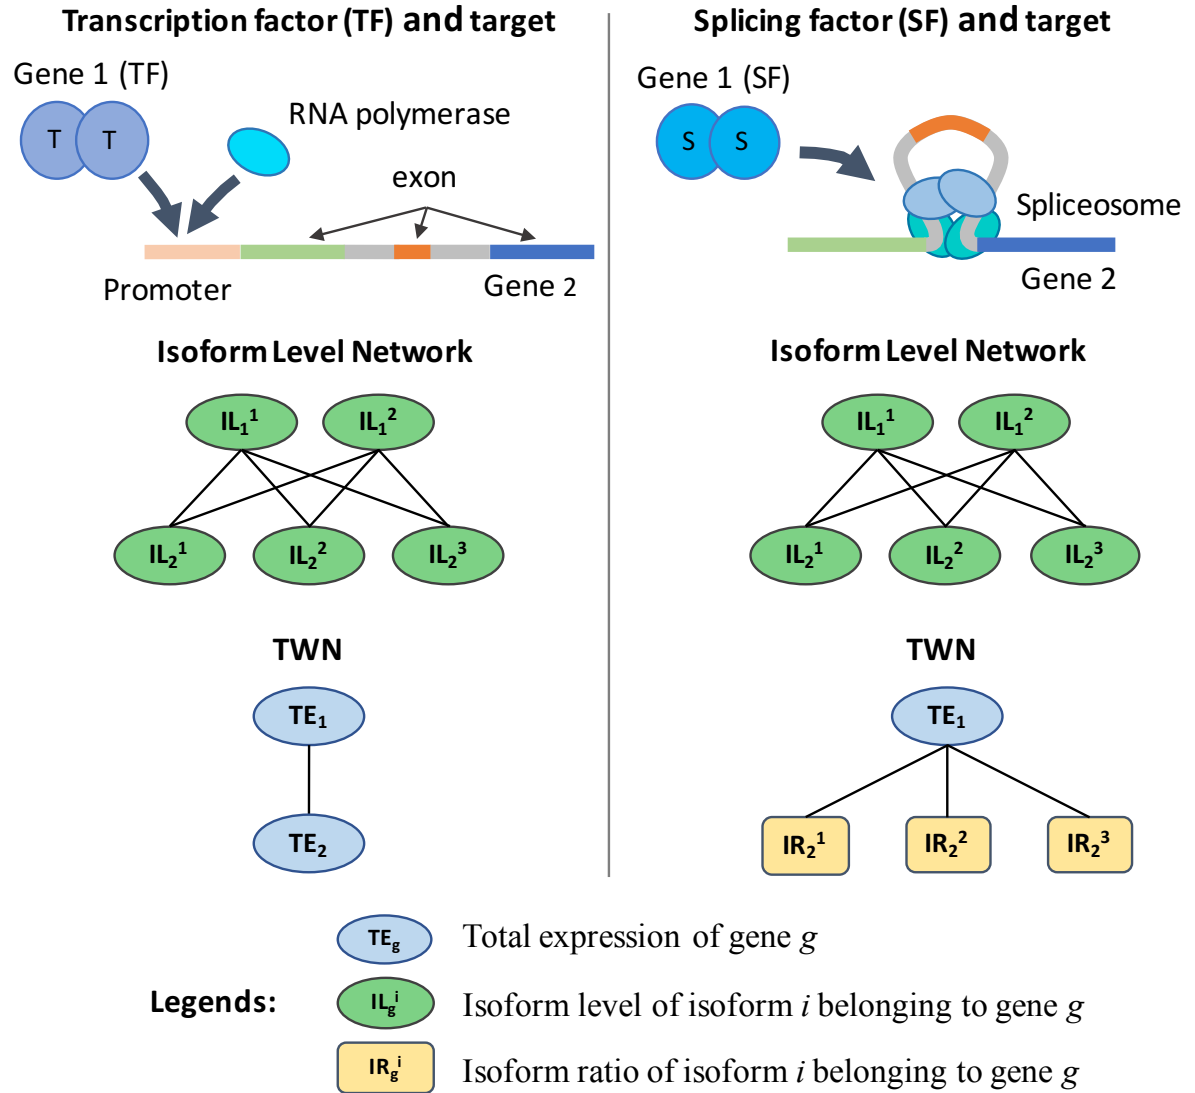 Transcription factor (TF) and target
Gene 1 (TF)
T T
RNA polymerase
exon
Promoter
Gene 2
Isoform Level Network
IL₁¹ IL₁²
IL₂¹ IL₂² IL₂³
TWN
TE₁
TE₂
Splicing factor (SF) and target
Gene 1 (SF)
S S
Spliceosome
Gene 2
Isoform Level Network
IL₁¹ IL₁²
IL₂¹ IL₂² IL₂³
TWN
TE₁
IR₂¹ IR₂² IR₂³
Legends:
TE_g Total expression of gene g
IL_g^i Isoform level of isoform i belonging to gene g
IR_g^i Isoform ratio of isoform i belonging to gene g